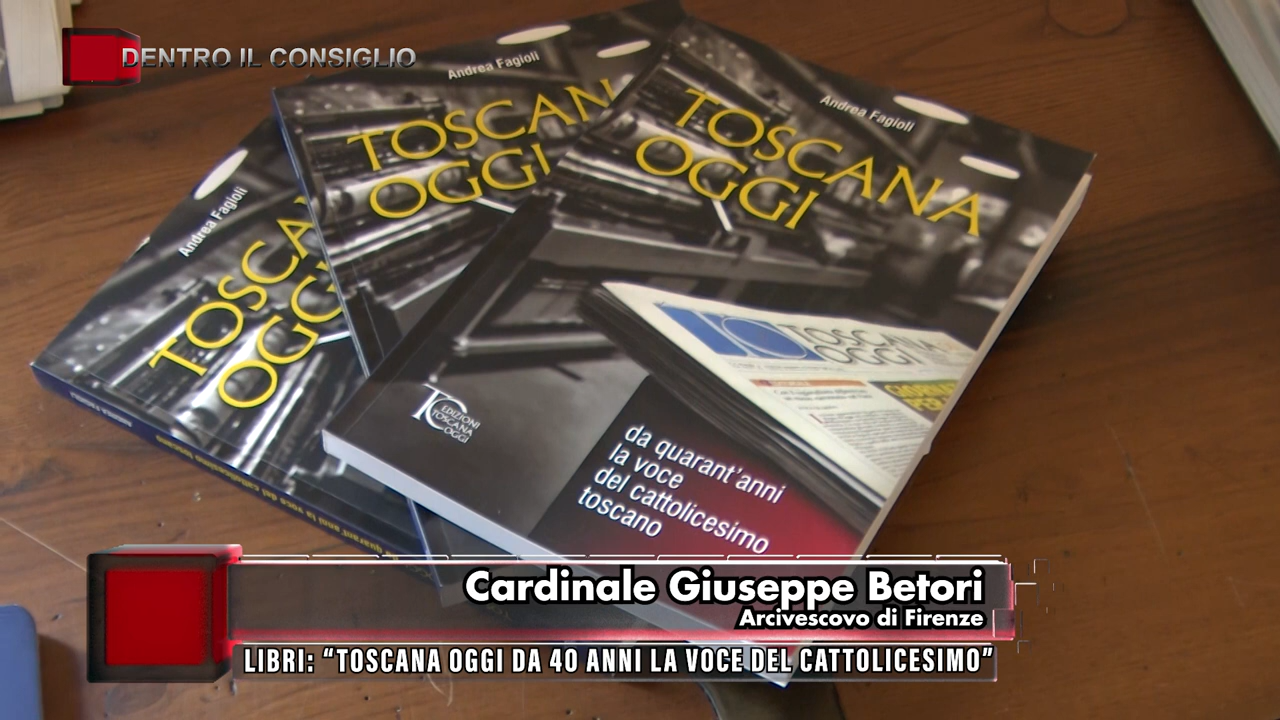 DENTRO IL CONSIGLIO
Andrea Fagioli
TOSCANA
OGGI
Andrea Fagioli
TOSCAN
OGGI
Andrea Fagioli
TOSCA
OGGI
TOSCANA
OGGI
EDIZIONI
TOSCANA
OGGI
da quarant'anni
la voce
del cattolicesimo
toscano
Cardinale Giuseppe Betori
Arcivescovo di Firenze
LIBRI: “TOSCANA OGGI DA 40 ANNI LA VOCE DEL CATTOLICESIMO”